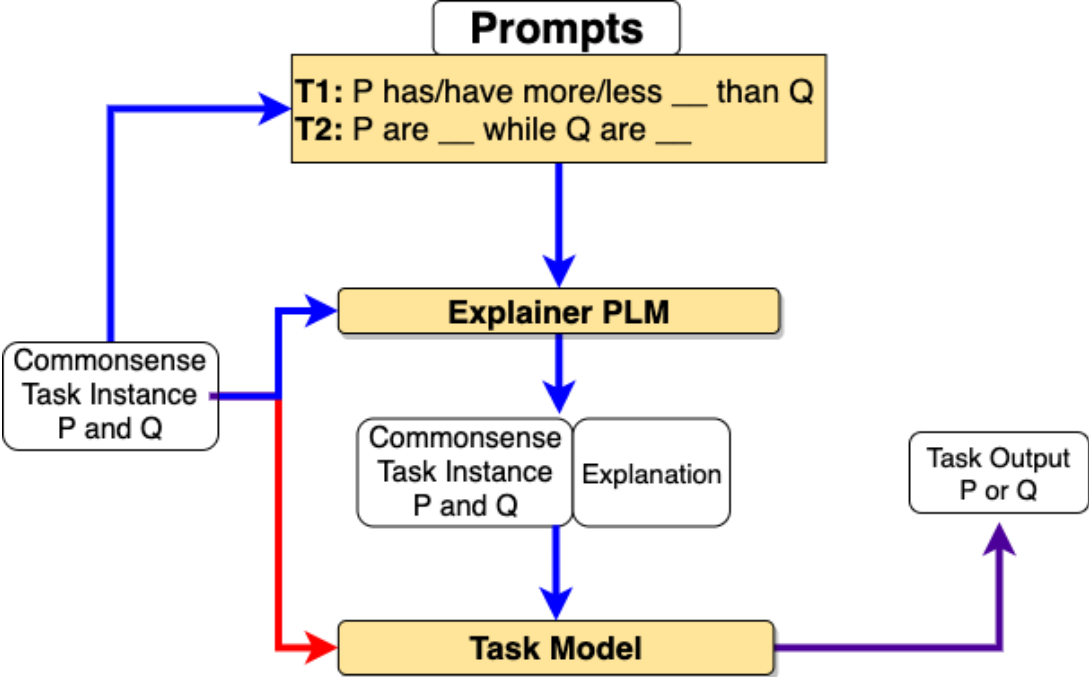 Prompts
T1: P has/have more/less __ than Q
T2: P are __ while Q are __
Explainer PLM
Commonsense
Task Instance
P and Q
Commonsense
Task Instance
P and Q
Explanation
Task Output
P or Q
Task Model